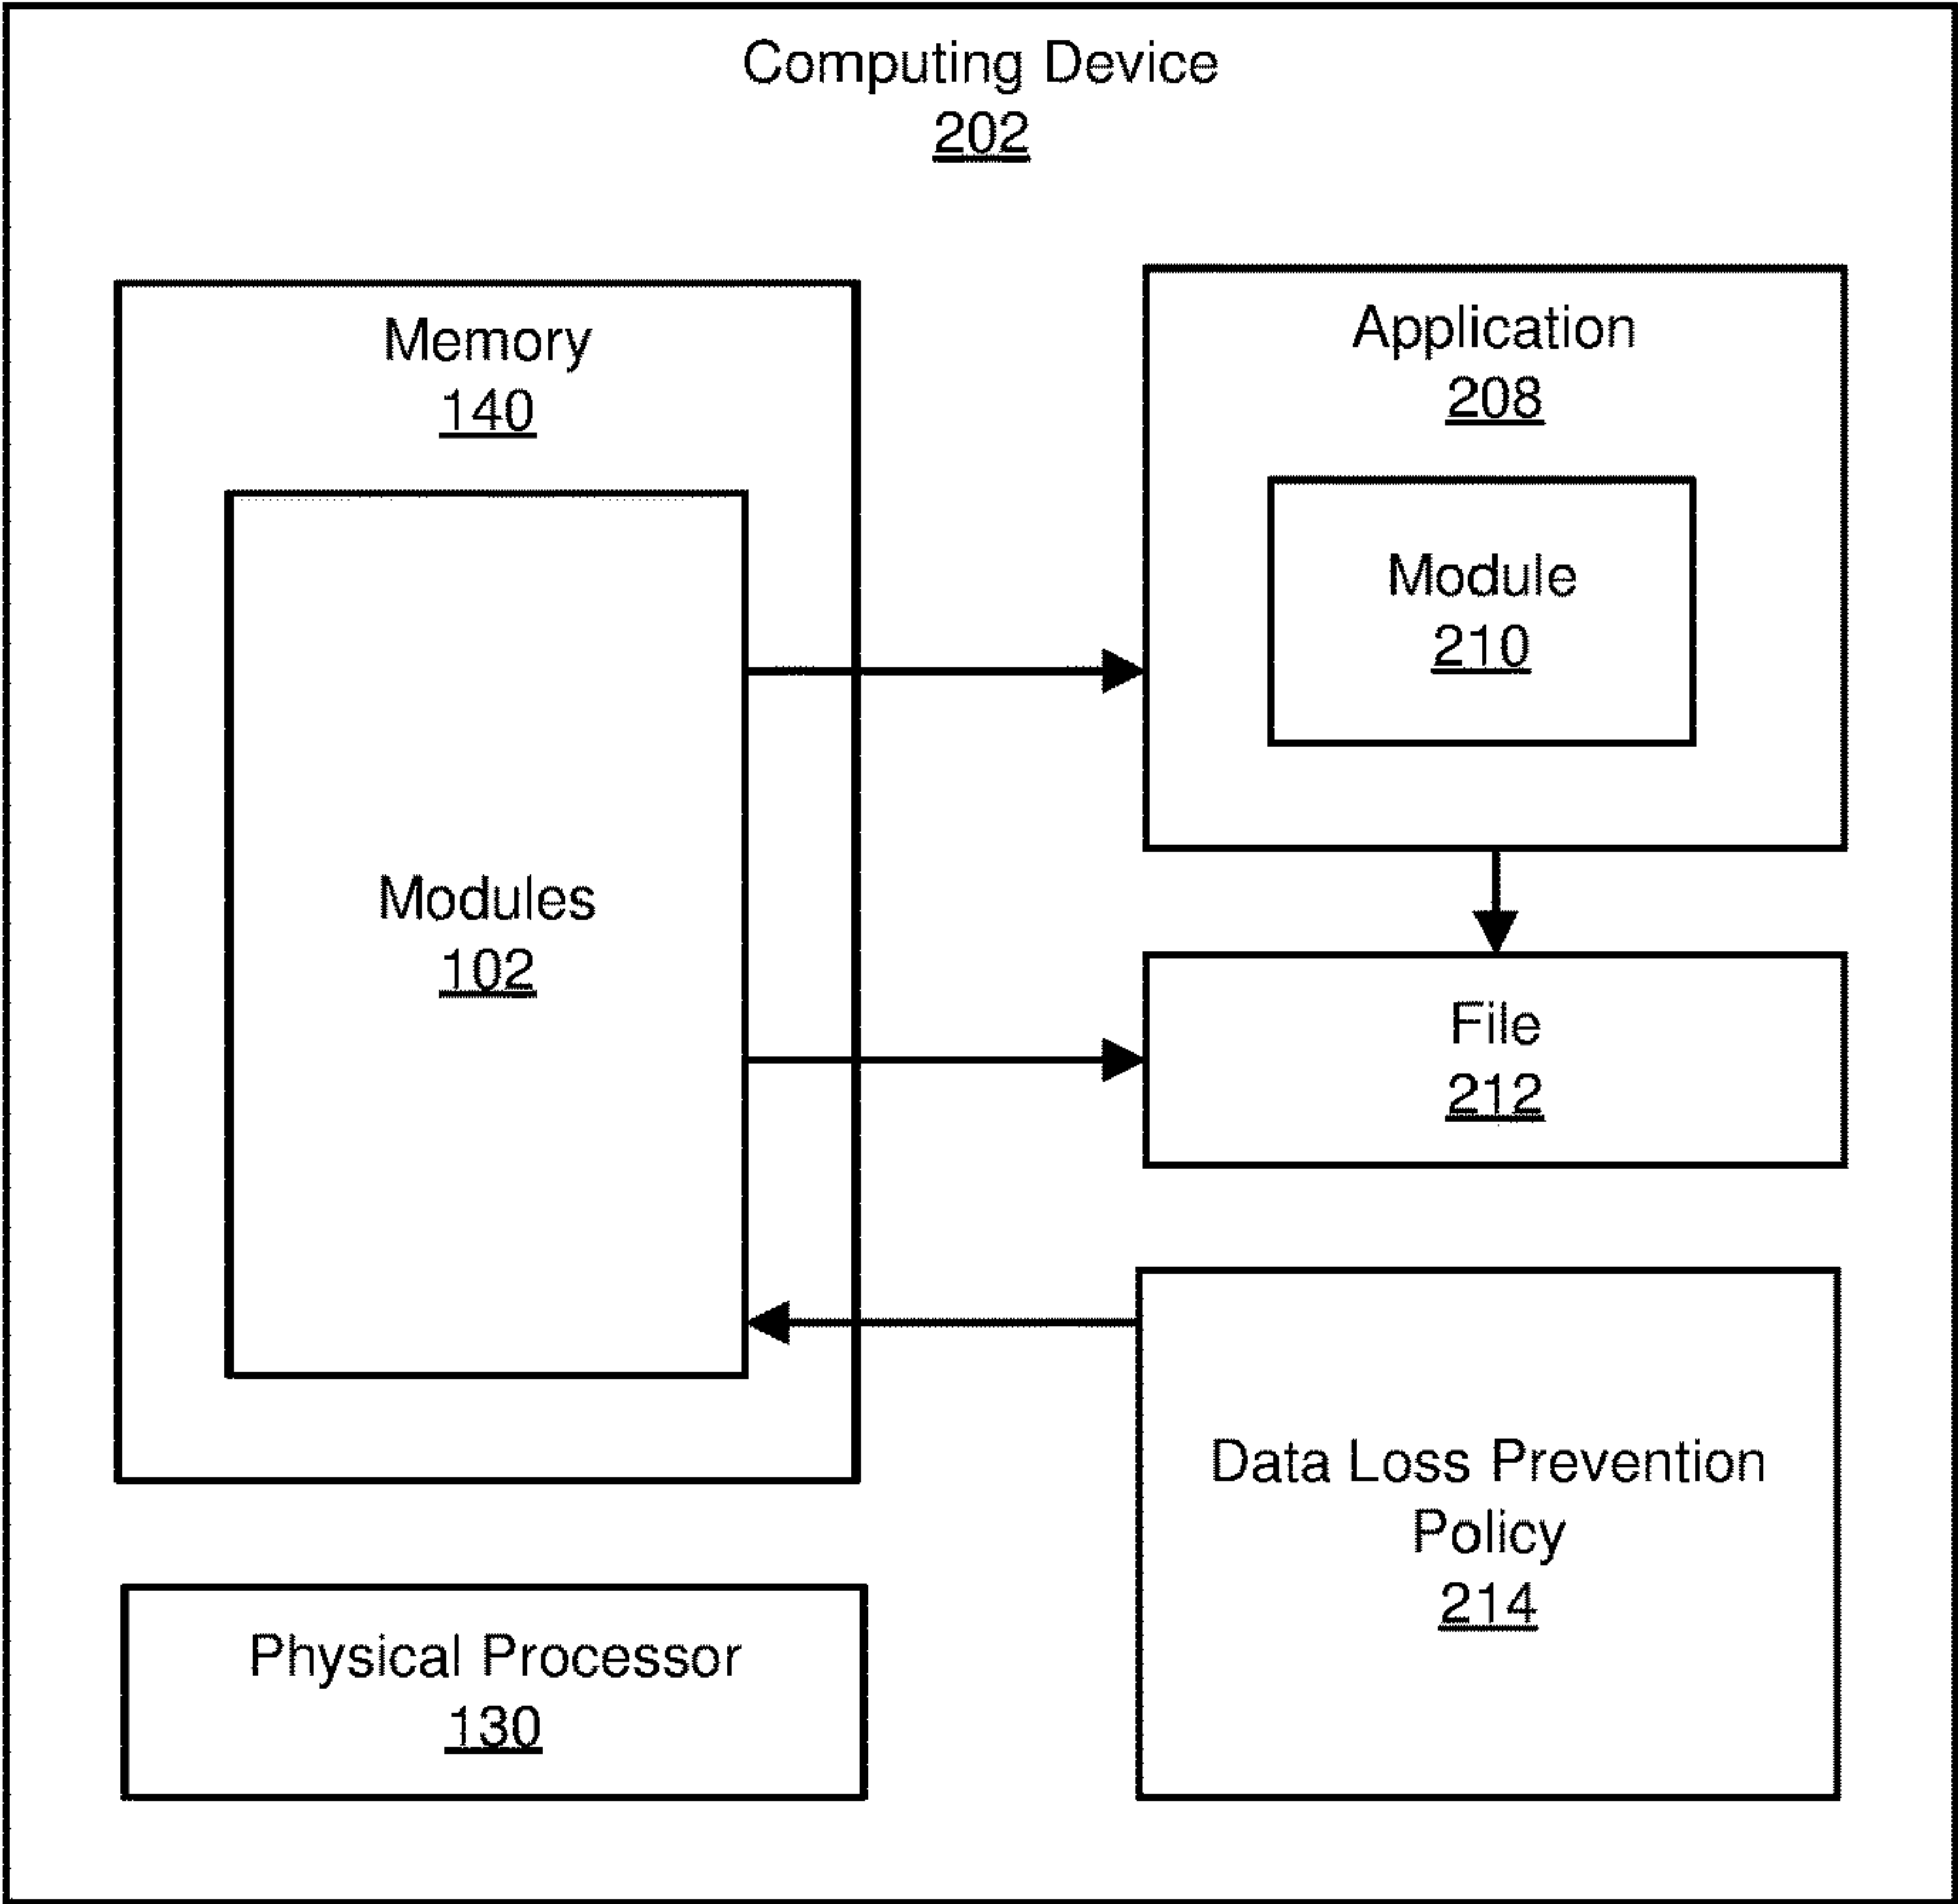 Computing Device
202
Memory
140
Modules
102
Application
208
Module
210
File
212
Data Loss Prevention
Policy
214
Physical Processor
130